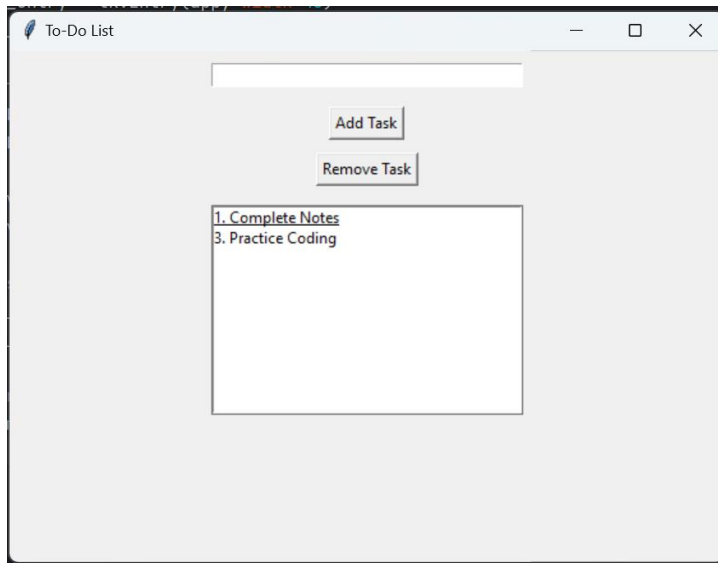 To-Do List
Add Task
Remove Task
1. Complete Notes
3. Practice Coding